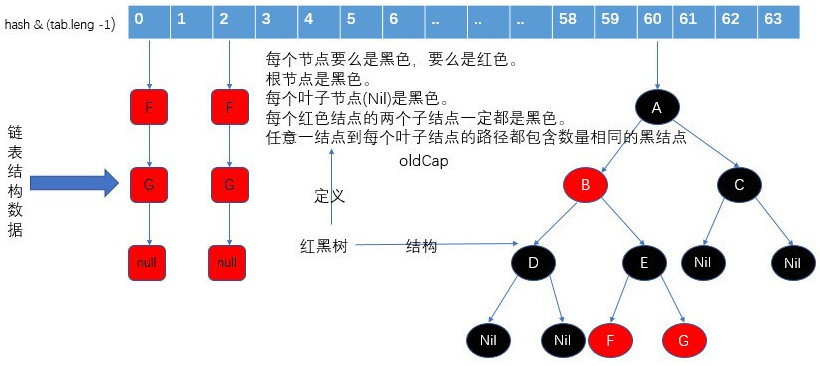 hash & (tab.leng -1)
0 1 2 3 4 5 6 .. .. .. 58 59 60 61 62 63
每个节点要么是黑色，要么是红色。
根节点是黑色。
每个叶子节点(Nil)是黑色。
每个红色结点的两个子结点一定都是黑色。
任意一结点到每个叶子结点的路径都包含数量相同的黑结点
oldCap
链表结构数据
F
G
null
F
G
null
定义
红黑树
结构
A
B
C
D
E
Nil
Nil
Nil
Nil
F
G